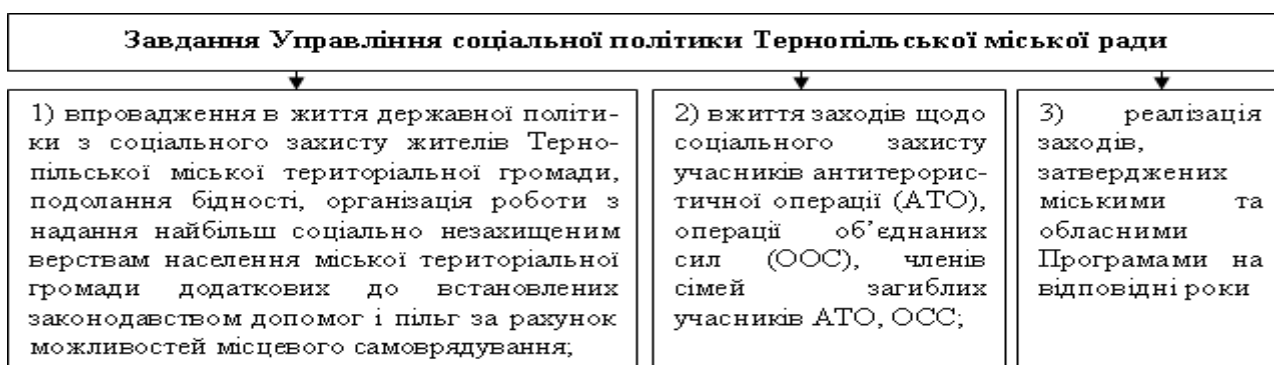 Завдання Управління соціальної політики Тернопільської міської ради
1) впровадження в життя державної політи-
ки з соціального захисту жителів Терно-
пільської міської територіальної громади,
подолання бідності, організація роботи з
надання найбільш соціально незахищеним
верствам населення міської територіальної
громади додаткових до встановлених
законодавством допомог і пільг за рахунок
можливостей місцевого самоврядування;
2) вжиття заходів щодо
соціального захисту
учасників антитерорис-
тичної операції (АТО),
операції об’єднаних
сил (ООС), членів
сімей загиблих
учасників АТО, ОСС;
3) реалізація
заходів,
затверджених
міськими та
обласними
Програмами на
відповідні роки